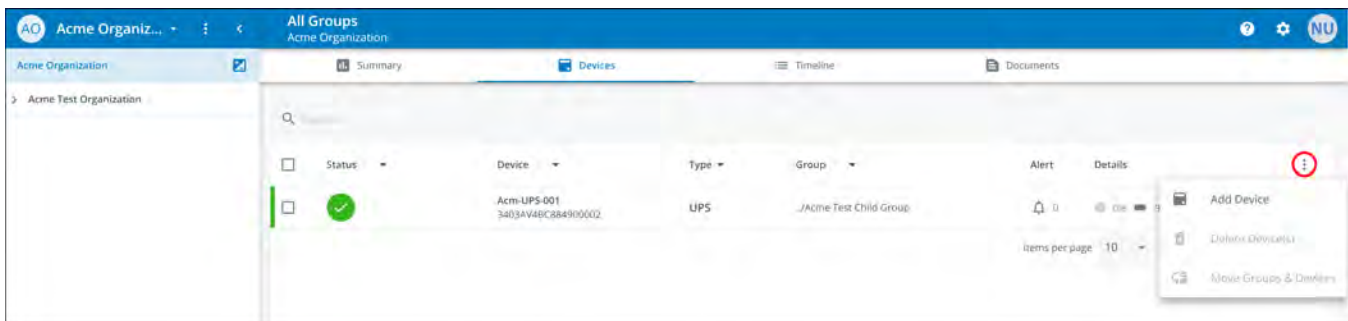 AO Acme Organiz...
All Groups
Acme Organization
NU
Acme Organization
Summary
Devices
Timeline
Documents
Acme Test Organization
Status
Device
Type
Group
Alert
Details
Acm-UPS-001
3403AV4BC884900002
UPS
../Acme Test Child Group
0
Add Device
Delete Device(s)
Move Groups & Devices
Items per page 10